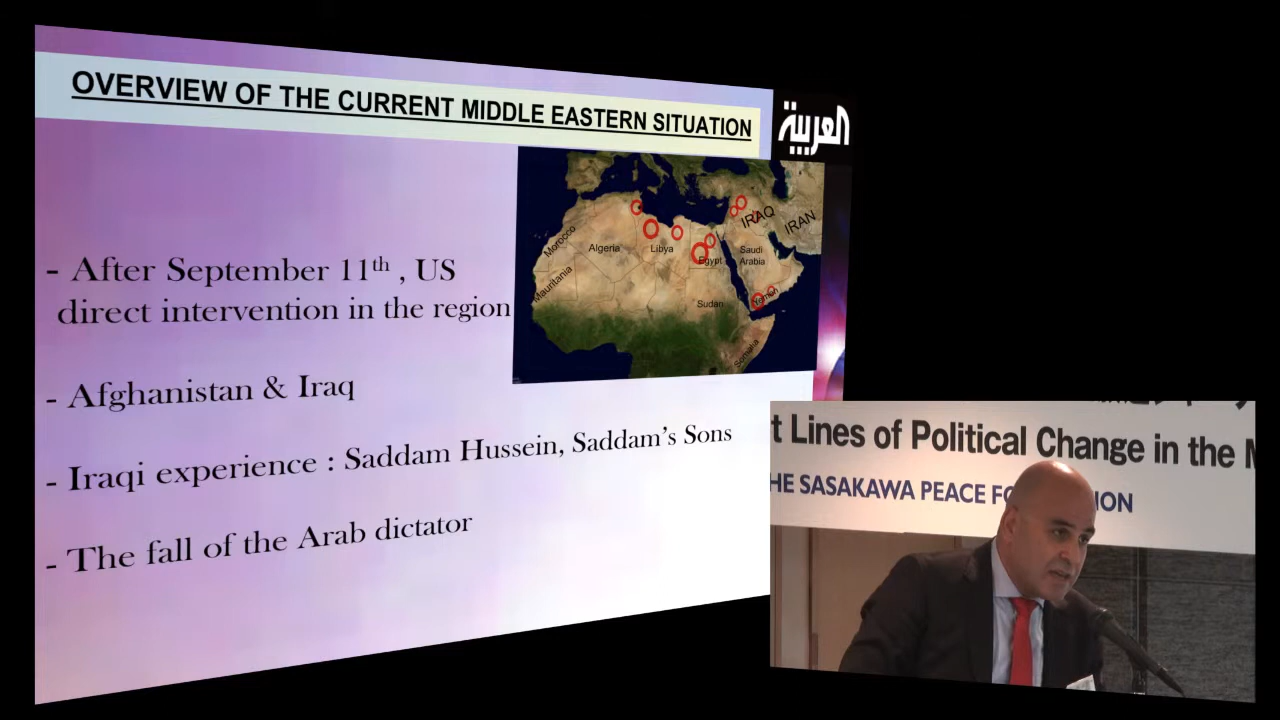 OVERVIEW OF THE CURRENT MIDDLE EASTERN SITUATION
العربية
- After September 11th , US
direct intervention in the region
- Afghanistan & Iraq
- Iraqi experience : Saddam Hussein, Saddam's Sons
- The fall of the Arab dictator
Morocco
Algeria
Libya
Egypt
IRAQ
IRAN
Saudi
Arabia
Mauritania
Sudan
Yemen
Somalia
t Lines of Political Change in the M
HE SASAKAWA PEACE FO ION